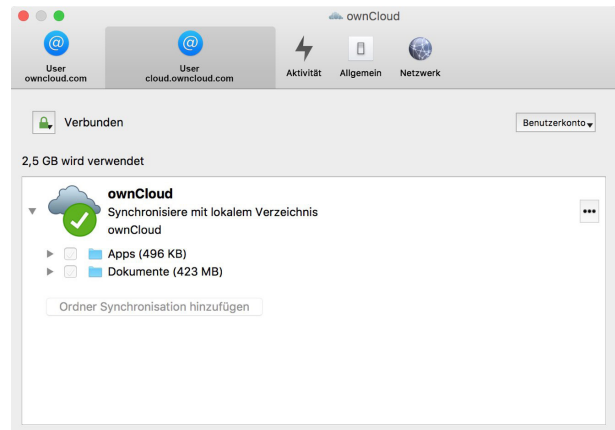 ownCloud
User
owncloud.com
User
cloud.owncloud.com
Aktivität
Allgemein
Netzwerk
Verbunden
Benutzerkonto
2,5 GB wird verwendet
ownCloud
Synchronisiere mit lokalem Verzeichnis
ownCloud
Apps (496 KB)
Dokumente (423 MB)
Ordner Synchronisation hinzufügen